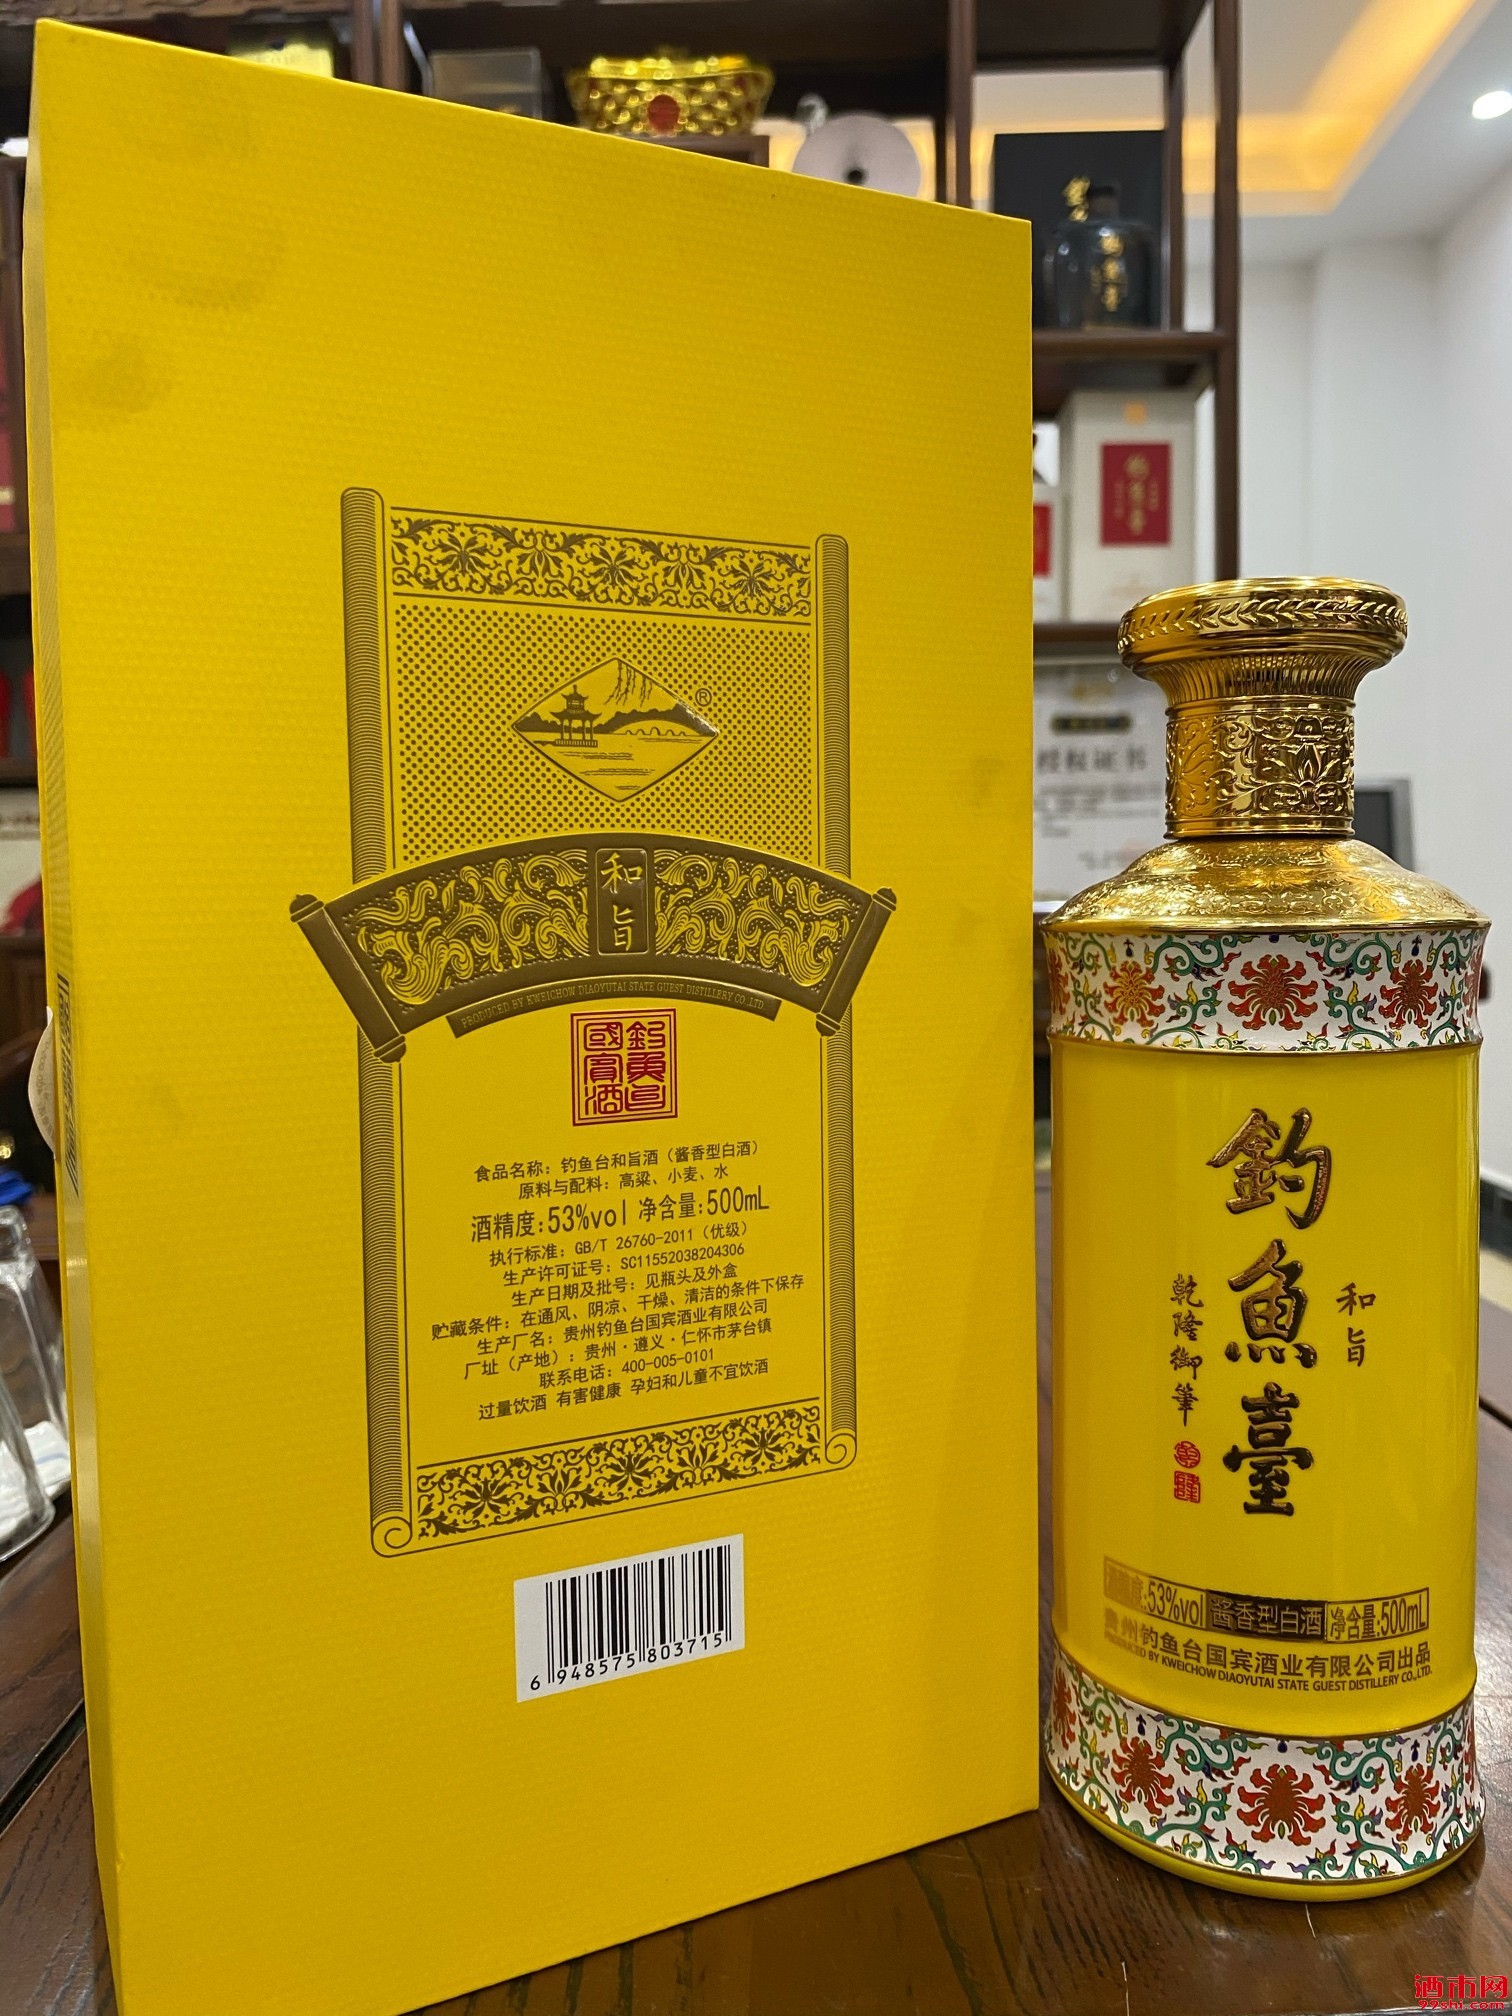 ®
和旨
PRODUCED BY KWEICHOW DIAOYUTAI STATE GUEST DISTILLERY CO.,LTD.
釣魚台
國賓酒
食品名称：钓鱼台和旨酒（酱香型白酒）
原料与配料：高粱、小麦、水
酒精度:53%vol 净含量:500mL
执行标准：GB/T 26760-2011（优级）
生产许可证号：SC11552038204306
生产日期及批号：见瓶头及外盒
贮藏条件：在通风、阴凉、干燥、清洁的条件下保存
生产厂名：贵州钓鱼台国宾酒业有限公司
厂址（产地）：贵州·遵义·仁怀市茅台镇
联系电话：400-005-0101
过量饮酒 有害健康 孕妇和儿童不宜饮酒
6 948575 803715
授权证书
和旨
釣魚臺
乾隆御筆
酒精度:53%vol 酱香型白酒 净含量:500mL
贵州钓鱼台国宾酒业有限公司出品
PRODUCED BY KWEICHOW DIAOYUTAI STATE GUEST DISTILLERY CO.,LTD.
酒市网
22shi.com